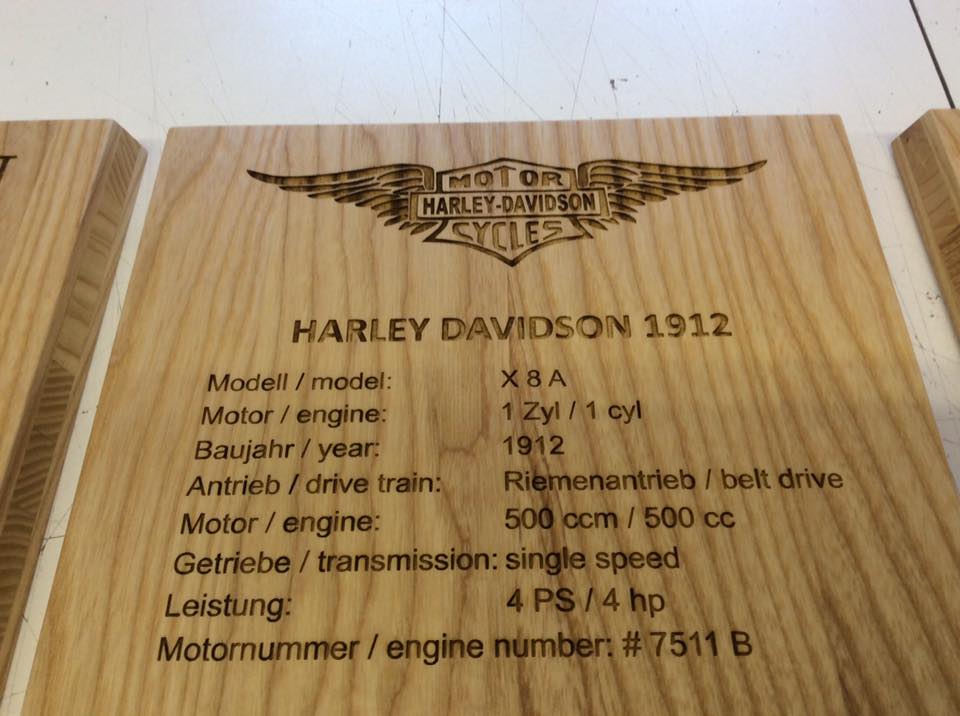 MOTOR
HARLEY-DAVIDSON
CYCLES
HARLEY DAVIDSON 1912
Modell / model: X 8 A
Motor / engine: 1 Zyl / 1 cyl
Baujahr / year: 1912
Antrieb / drive train: Riemenantrieb / belt drive
Motor / engine: 500 ccm / 500 cc
Getriebe / transmission: single speed
Leistung: 4 PS / 4 hp
Motornummer / engine number: # 7511 B